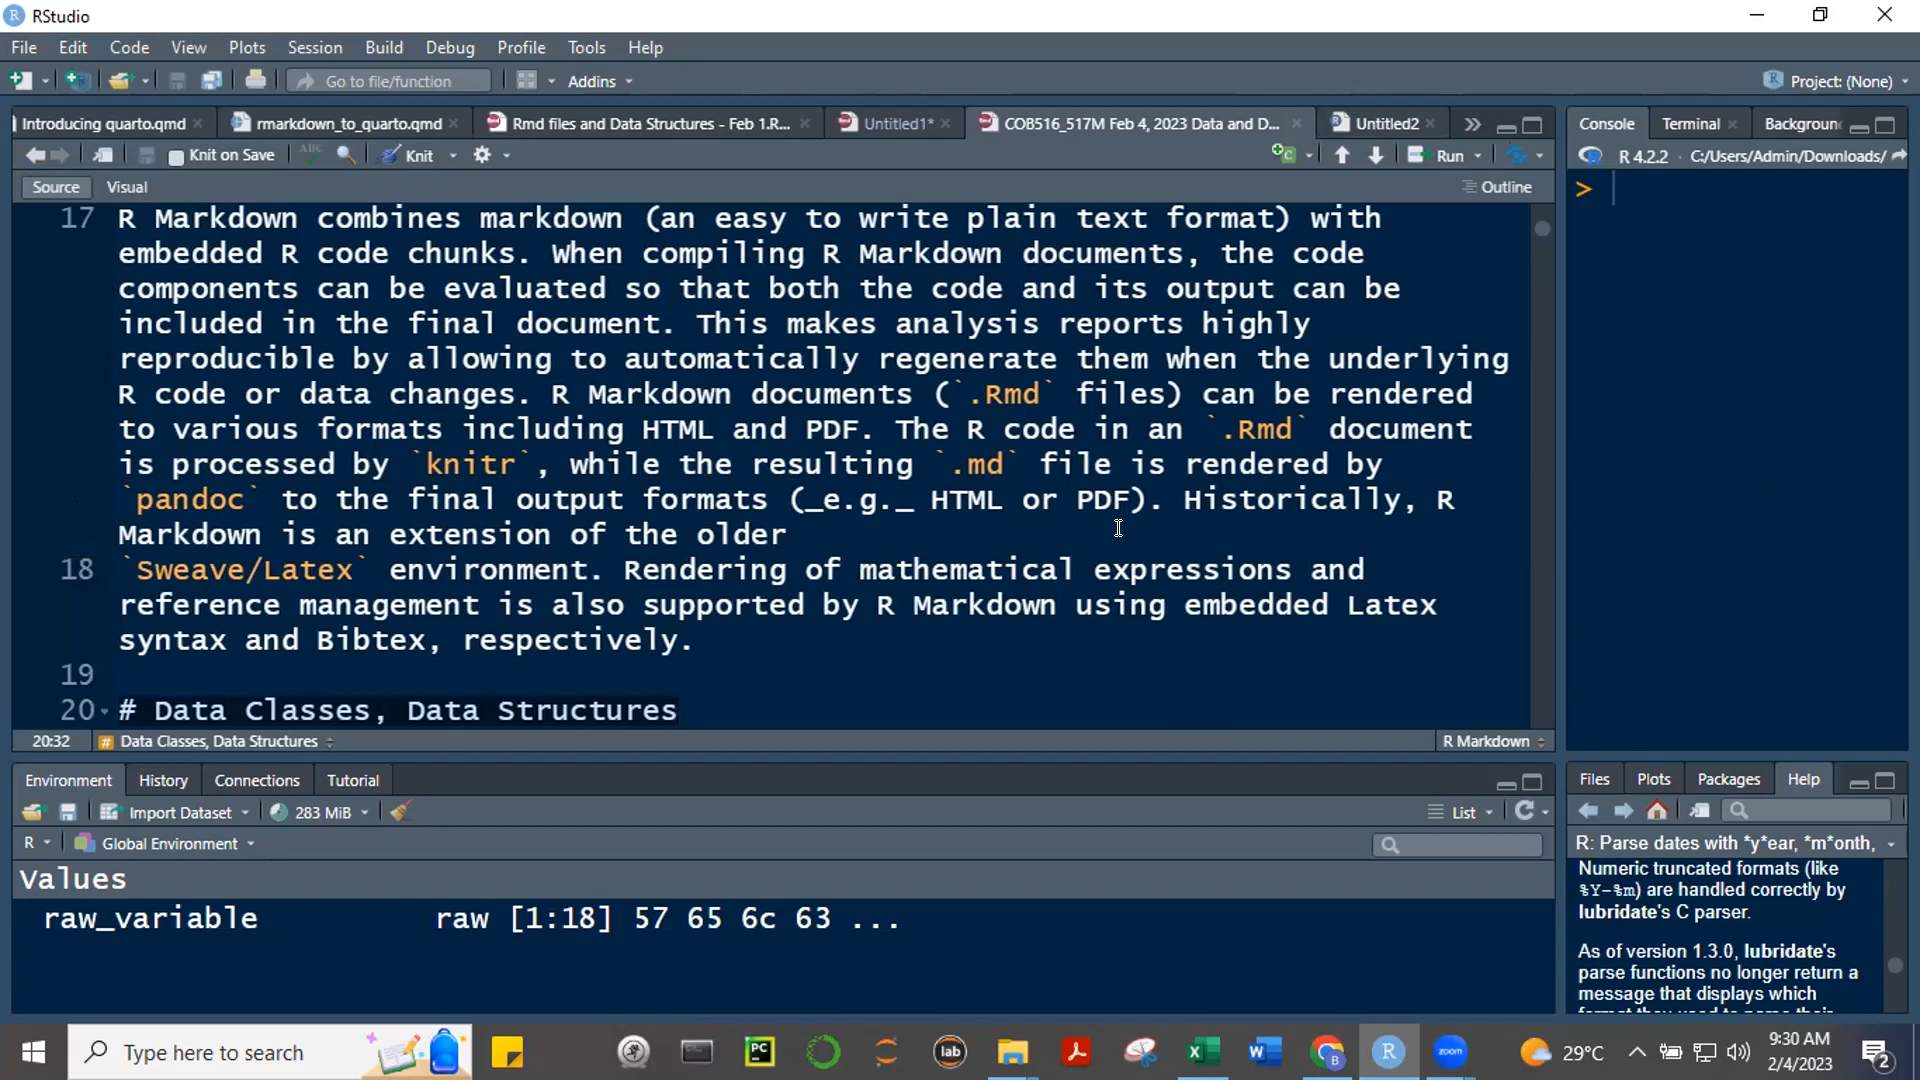 RStudio
File Edit Code View Plots Session Build Debug Profile Tools Help
Go to file/function Addins Project: (None)
Introducing quarto.qmd rmarkdown_to_quarto.qmd Rmd files and Data Structures - Feb 1.R... Untitled1* COB516_517M Feb 4, 2023 Data and D... Untitled2
Knit on Save ABC Knit Run
Source Visual Outline
17 R Markdown combines markdown (an easy to write plain text format) with
embedded R code chunks. When compiling R Markdown documents, the code
components can be evaluated so that both the code and its output can be
included in the final document. This makes analysis reports highly
reproducible by allowing to automatically regenerate them when the underlying
R code or data changes. R Markdown documents (`.Rmd` files) can be rendered
to various formats including HTML and PDF. The R code in an `.Rmd` document
is processed by `knitr`, while the resulting `.md` file is rendered by
`pandoc` to the final output formats (_e.g._ HTML or PDF). Historically, R
Markdown is an extension of the older
18 `Sweave/Latex` environment. Rendering of mathematical expressions and
reference management is also supported by R Markdown using embedded Latex
syntax and Bibtex, respectively.
19
20 # Data Classes, Data Structures
20:32 # Data Classes, Data Structures R Markdown
Console Terminal Backgroun
R 4.2.2 · C:/Users/Admin/Downloads/
>
Environment History Connections Tutorial
Import Dataset 283 MiB List
R Global Environment
Values
raw_variable raw [1:18] 57 65 6c 63 ...
Files Plots Packages Help
R: Parse dates with *y*ear, *m*onth,
Numeric truncated formats (like
%Y-%m) are handled correctly by
lubridate's C parser.
As of version 1.3.0, lubridate's
parse functions no longer return a
message that displays which
format they used to parse their
Type here to search PC lab zoom 29°C 9:30 AM
2/4/2023 2